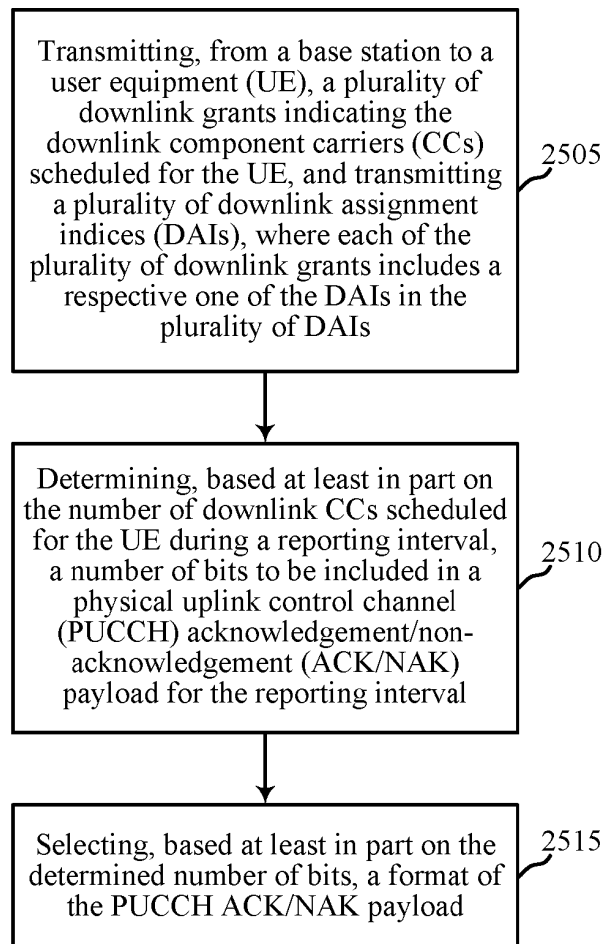 Transmitting, from a base station to a
user equipment (UE), a plurality of
downlink grants indicating the
downlink component carriers (CCs)
scheduled for the UE, and transmitting
a plurality of downlink assignment
indices (DAIs), where each of the
plurality of downlink grants includes a
respective one of the DAIs in the
plurality of DAIs
2505
Determining, based at least in part on
the number of downlink CCs scheduled
for the UE during a reporting interval,
a number of bits to be included in a
physical uplink control channel
(PUCCH) acknowledgement/non-
acknowledgement (ACK/NAK)
payload for the reporting interval
2510
Selecting, based at least in part on the
determined number of bits, a format of
the PUCCH ACK/NAK payload
2515